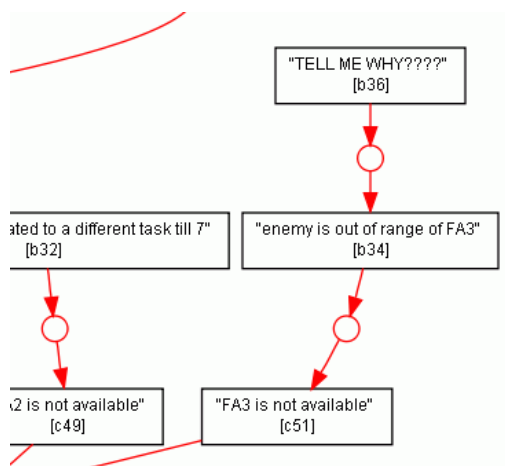 "TELL ME WHY????"
[b36]
ated to a different task till 7"
[b32]
"enemy is out of range of FA3"
[b34]
2 is not available"
[c49]
"FA3 is not available"
[c51]